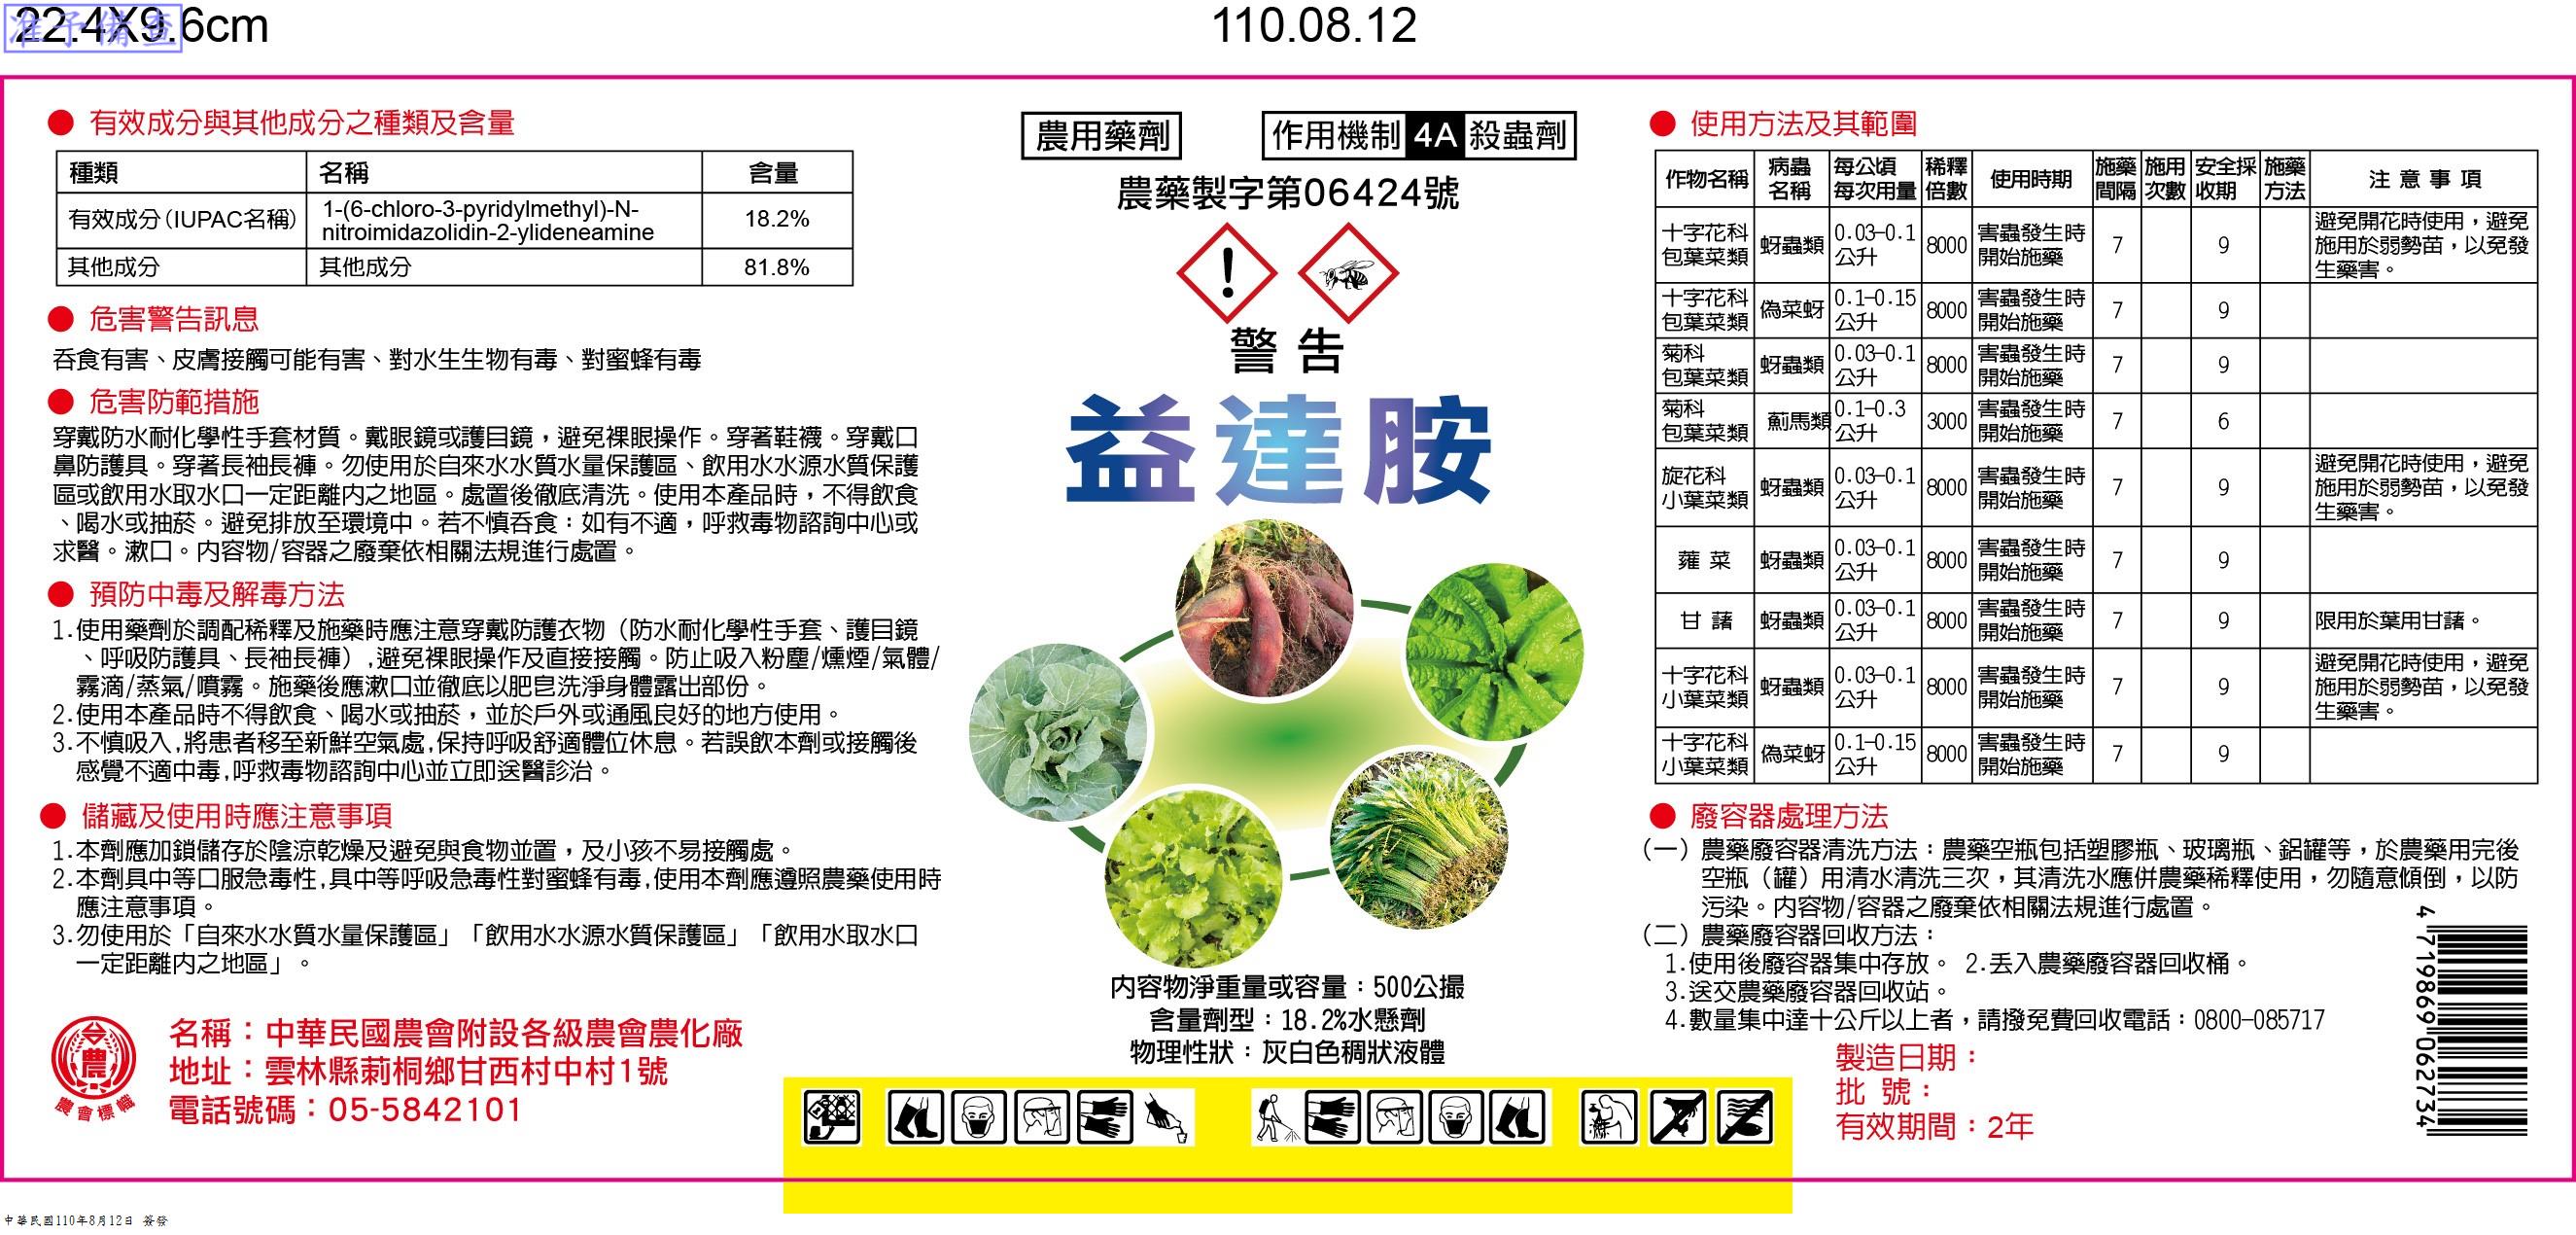 22.4X9.6cm
准予備查
110.08.12
● 有效成分與其他成分之種類及含量
種類 名稱 含量
有效成分(IUPAC名稱) 1-(6-chloro-3-pyridylmethyl)-N-
nitroimidazolidin-2-ylideneamine 18.2%
其他成分 其他成分 81.8%
● 危害警告訊息
吞食有害、皮膚接觸可能有害、對水生生物有毒、對蜜蜂有毒
● 危害防範措施
穿戴防水耐化學性手套材質。戴眼鏡或護目鏡，避免裸眼操作。穿著鞋襪。穿戴口
鼻防護具。穿著長袖長褲。勿使用於自來水水質水量保護區、飲用水水源水質保護
區或飲用水取水口一定距離內之地區。處置後徹底清洗。使用本產品時，不得飲食
、喝水或抽菸。避免排放至環境中。若不慎吞食：如有不適，呼救毒物諮詢中心或
求醫。漱口。內容物/容器之廢棄依相關法規進行處置。
● 預防中毒及解毒方法
1.使用藥劑於調配稀釋及施藥時應注意穿戴防護衣物（防水耐化學性手套、護目鏡
、呼吸防護具、長袖長褲）,避免裸眼操作及直接接觸。防止吸入粉塵/燻煙/氣體/
霧滴/蒸氣/噴霧。施藥後應漱口並徹底以肥皂洗淨身體露出部份。
2.使用本產品時不得飲食、喝水或抽菸，並於戶外或通風良好的地方使用。
3.不慎吸入,將患者移至新鮮空氣處,保持呼吸舒適體位休息。若誤飲本劑或接觸後
感覺不適中毒,呼救毒物諮詢中心並立即送醫診治。
● 儲藏及使用時應注意事項
1.本劑應加鎖儲存於陰涼乾燥及避免與食物並置，及小孩不易接觸處。
2.本劑具中等口服急毒性,具中等呼吸急毒性對蜜蜂有毒,使用本劑應遵照農藥使用時
應注意事項。
3.勿使用於「自來水水質水量保護區」「飲用水水源水質保護區」「飲用水取水口
一定距離內之地區」。
農
農會標幟
名稱：中華民國農會附設各級農會農化廠
地址：雲林縣莿桐鄉甘西村中村1號
電話號碼：05-5842101
農用藥劑
作用機制 4A 殺蟲劑
農藥製字第06424號
警告
益達胺
內容物淨重量或容量：500公撮
含量劑型：18.2%水懸劑
物理性狀：灰白色稠狀液體
● 使用方法及其範圍
作物名稱 病蟲名稱 每公頃每次用量 稀釋倍數 使用時期 施藥間隔 施用次數 安全採收期 施藥方法 注意事項
十字花科包葉菜類 蚜蟲類 0.03-0.1公升 8000 害蟲發生時開始施藥 7 9 避免開花時使用，避免施用於弱勢苗，以免發生藥害。
十字花科包葉菜類 偽菜蚜 0.1-0.15公升 8000 害蟲發生時開始施藥 7 9
菊科包葉菜類 蚜蟲類 0.03-0.1公升 8000 害蟲發生時開始施藥 7 9
菊科包葉菜類 薊馬類 0.1-0.3公升 3000 害蟲發生時開始施藥 7 6
旋花科小葉菜類 蚜蟲類 0.03-0.1公升 8000 害蟲發生時開始施藥 7 9 避免開花時使用，避免施用於弱勢苗，以免發生藥害。
蕹菜 蚜蟲類 0.03-0.1公升 8000 害蟲發生時開始施藥 7 9
甘藷 蚜蟲類 0.03-0.1公升 8000 害蟲發生時開始施藥 7 9 限用於葉用甘藷。
十字花科小葉菜類 蚜蟲類 0.03-0.1公升 8000 害蟲發生時開始施藥 7 9 避免開花時使用，避免施用於弱勢苗，以免發生藥害。
十字花科小葉菜類 偽菜蚜 0.1-0.15公升 8000 害蟲發生時開始施藥 7 9
● 廢容器處理方法
(一) 農藥廢容器清洗方法：農藥空瓶包括塑膠瓶、玻璃瓶、鋁罐等，於農藥用完後
空瓶（罐）用清水清洗三次，其清洗水應併農藥稀釋使用，勿隨意傾倒，以防
污染。內容物/容器之廢棄依相關法規進行處置。
(二) 農藥廢容器回收方法：
1.使用後廢容器集中存放。 2.丟入農藥廢容器回收桶。
3.送交農藥廢容器回收站。
4.數量集中達十公斤以上者，請撥免費回收電話：0800-085717
製造日期：
批 號：
有效期間：2年
4 719869 062734
中華民國110年8月12日 簽發